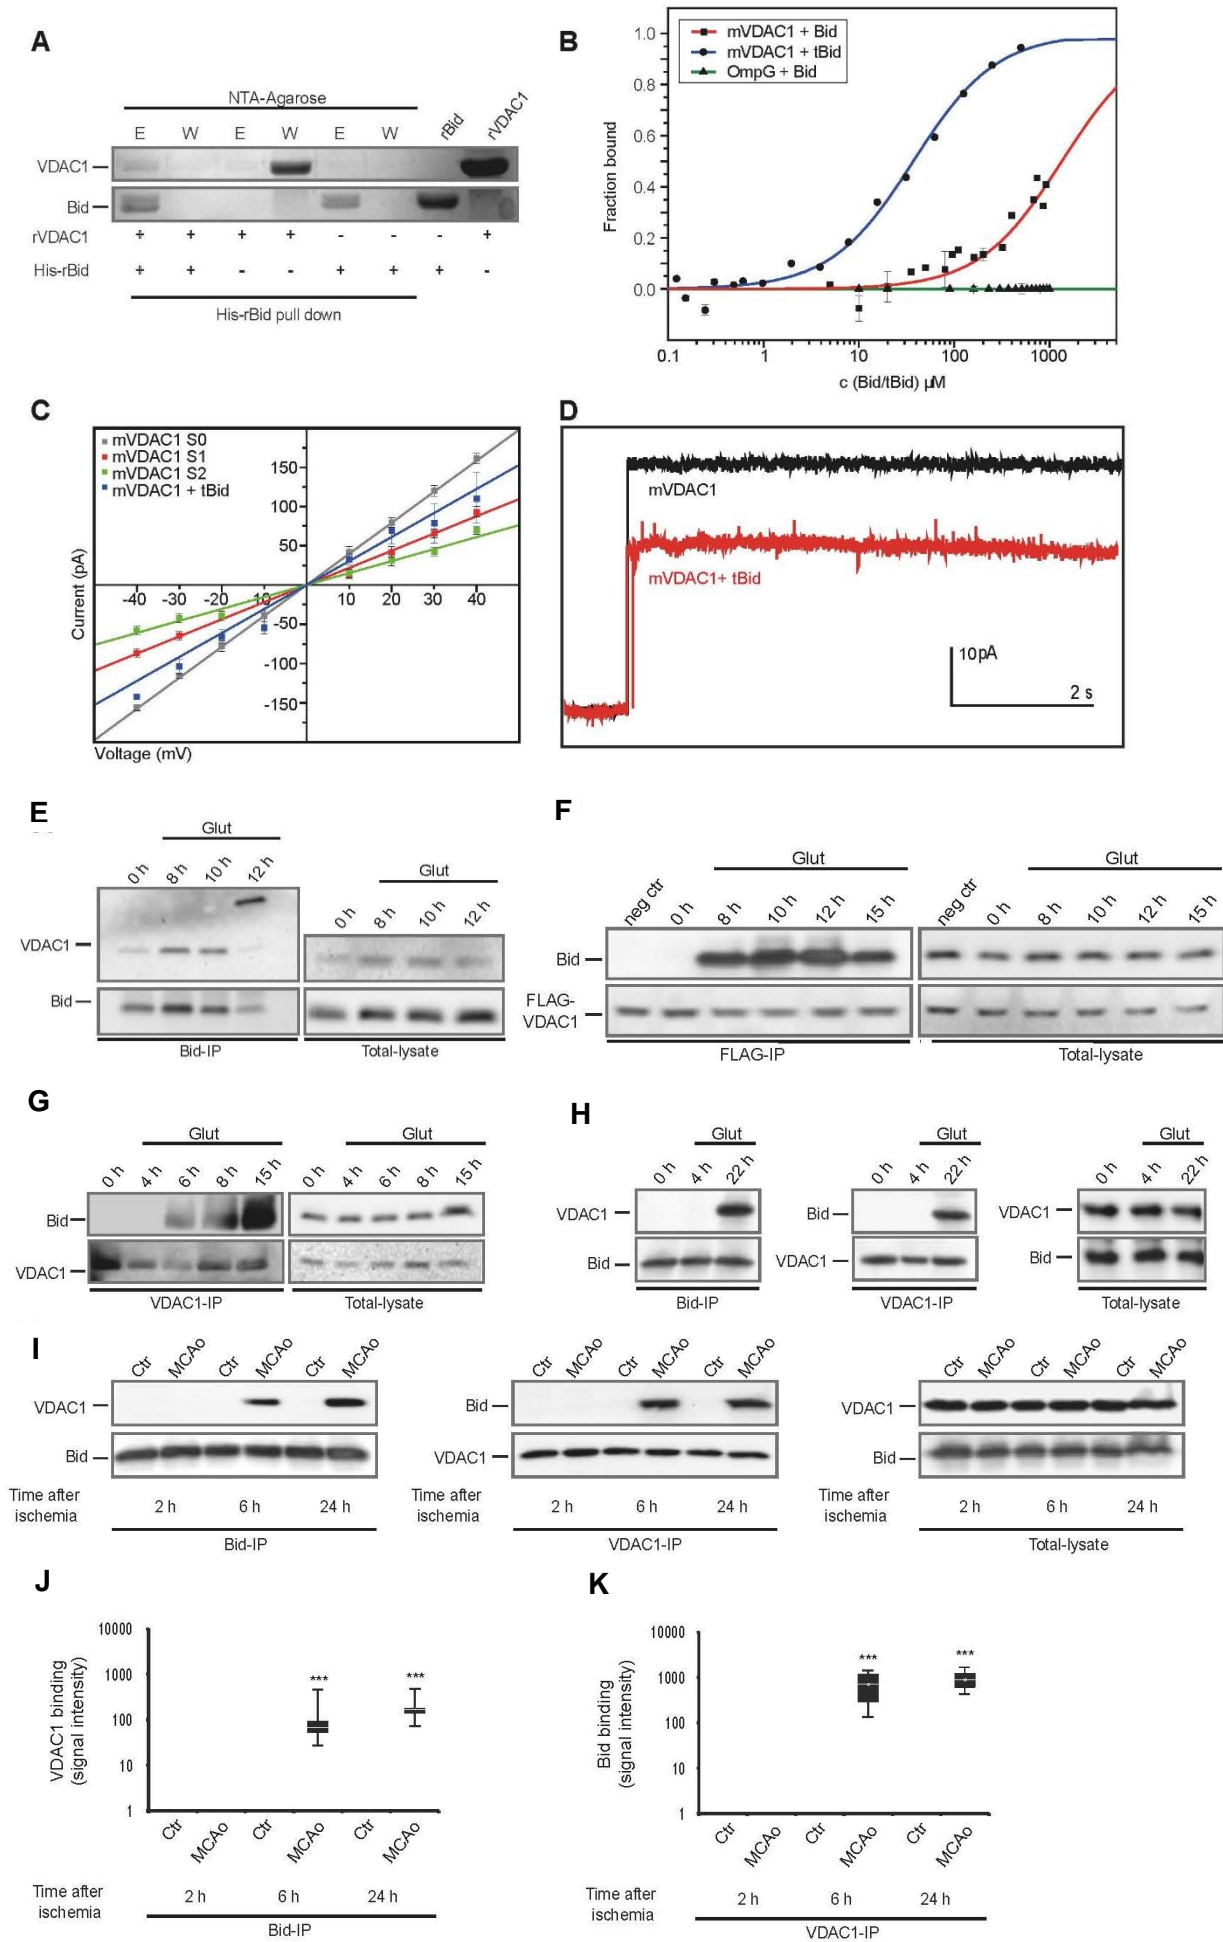 A
NTA-Agarose
E W E W E W rBid rVDAC1
VDAC1
Bid
rVDAC1 + + + + - - - +
His-rBid + + - - + + + -
His-rBid pull down
B
mVDAC1 + Bid
mVDAC1 + tBid
OmpG + Bid
Fraction bound
1.0
0.8
0.6
0.4
0.2
0.0
0.1 1 10 100 1000
c (Bid/tBid) µM
C
mVDAC1 S0
mVDAC1 S1
mVDAC1 S2
mVDAC1 + tBid
Current (pA)
150
100
50
-40 -30 -20 -10 10 20 30 40
-50
-100
-150
Voltage (mV)
D
mVDAC1
mVDAC1+ tBid
10pA
2 s
E
Glut
0 h 8 h 10 h 12 h
VDAC1
Bid
Bid-IP
Glut
0 h 8 h 10 h 12 h
Total-lysate
F
Glut
neg ctr 0 h 8 h 10 h 12 h 15 h
Bid
FLAG-
VDAC1
FLAG-IP
Glut
neg ctr 0 h 8 h 10 h 12 h 15 h
Total-lysate
G
Glut
0 h 4 h 6 h 8 h 15 h
Bid
VDAC1
VDAC1-IP
Glut
0 h 4 h 6 h 8 h 15 h
Total-lysate
H
Glut
0 h 4 h 22 h
VDAC1
Bid
Bid-IP
Glut
0 h 4 h 22 h
Bid
VDAC1
VDAC1-IP
Glut
0 h 4 h 22 h
VDAC1
Bid
Total-lysate
I
Ctr MCAo Ctr MCAo Ctr MCAo
VDAC1
Bid
Time after
ischemia
2 h 6 h 24 h
Bid-IP
Ctr MCAo Ctr MCAo Ctr MCAo
Bid
VDAC1
Time after
ischemia
2 h 6 h 24 h
VDAC1-IP
Ctr MCAo Ctr MCAo Ctr MCAo
VDAC1
Bid
Time after
ischemia
2 h 6 h 24 h
Total-lysate
J
VDAC1 binding
(signal intensity)
10000
1000
100
10
1
*** ***
Ctr MCAo Ctr MCAo Ctr MCAo
Time after
ischemia
2 h 6 h 24 h
Bid-IP
K
Bid binding
(signal intensity)
10000
1000
100
10
1
*** ***
Ctr MCAo Ctr MCAo Ctr MCAo
Time after
ischemia
2 h 6 h 24 h
VDAC1-IP